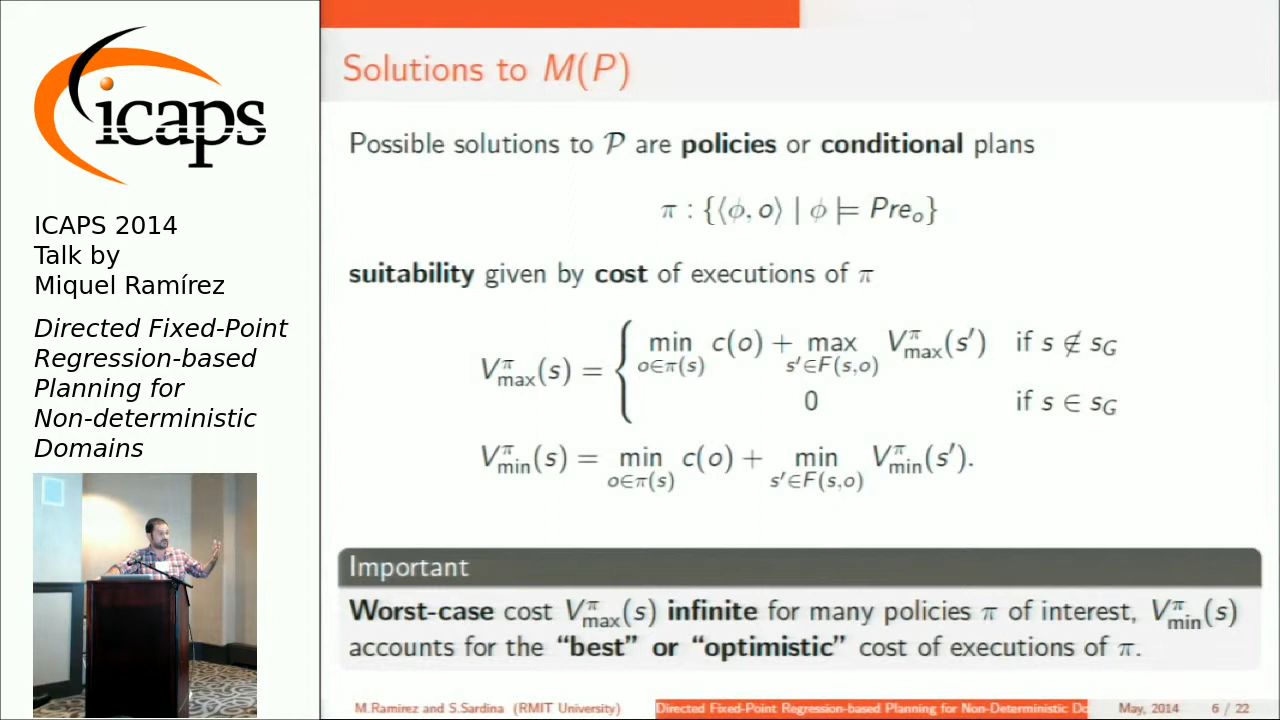 icaps
ICAPS 2014
Talk by
Miquel Ramírez
Directed Fixed-Point
Regression-based
Planning for
Non-deterministic
Domains
Solutions to M(P)
Possible solutions to 𝒫 are policies or conditional plans
π : {⟨ϕ, o⟩ | ϕ ⊨ Pre_o}
suitability given by cost of executions of π
V^π_max(s) = { min_{o∈π(s)} c(o) + max_{s′∈F(s,o)} V^π_max(s′) if s ∉ s_G
0 if s ∈ s_G
V^π_min(s) = min_{o∈π(s)} c(o) + min_{s′∈F(s,o)} V^π_min(s′).
Important
Worst-case cost V^π_max(s) infinite for many policies π of interest, V^π_min(s)
accounts for the “best” or “optimistic” cost of executions of π.
M.Ramirez and S.Sardina (RMIT University) Directed Fixed-Point Regression-based Planning for Non-Deterministic Do May, 2014 6 / 22